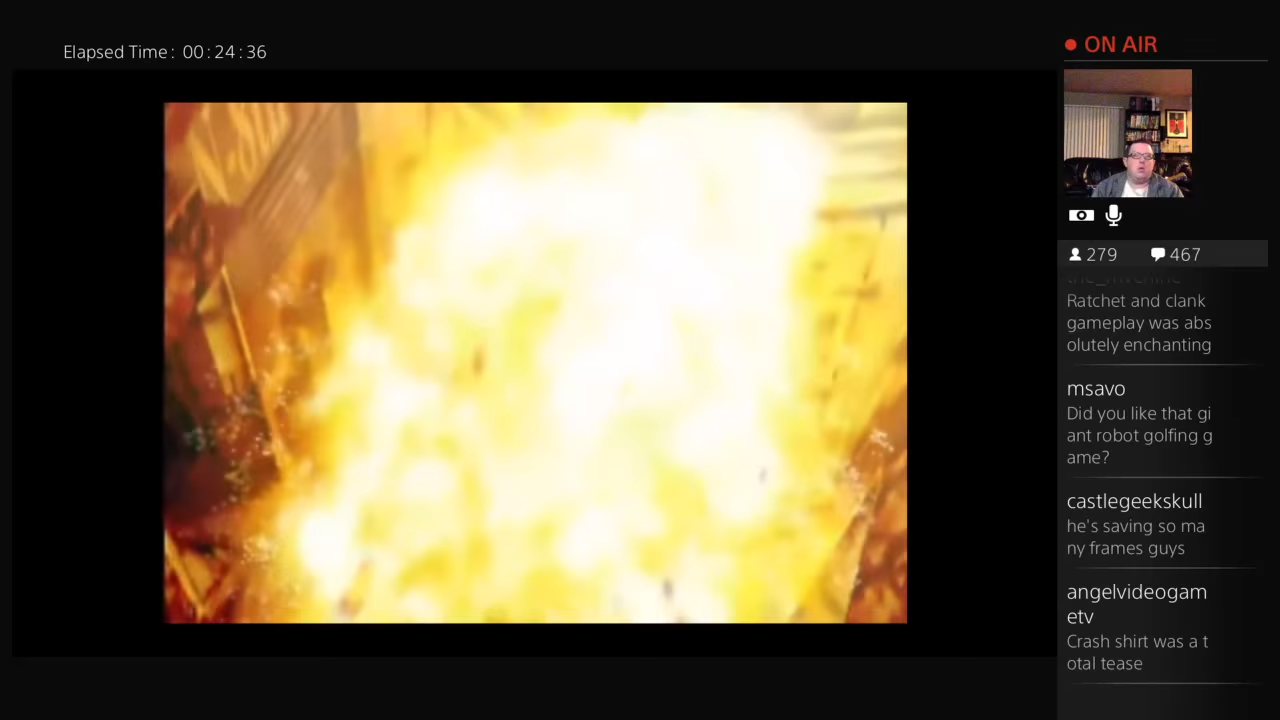 Elapsed Time: 00:24:36
ON AIR
279 467
Ratchet and clank
gameplay was abs
olutely enchanting
msavo
Did you like that gi
ant robot golfing g
ame?
castlegeekskull
he's saving so ma
ny frames guys
angelvideogam
etv
Crash shirt was a t
otal tease